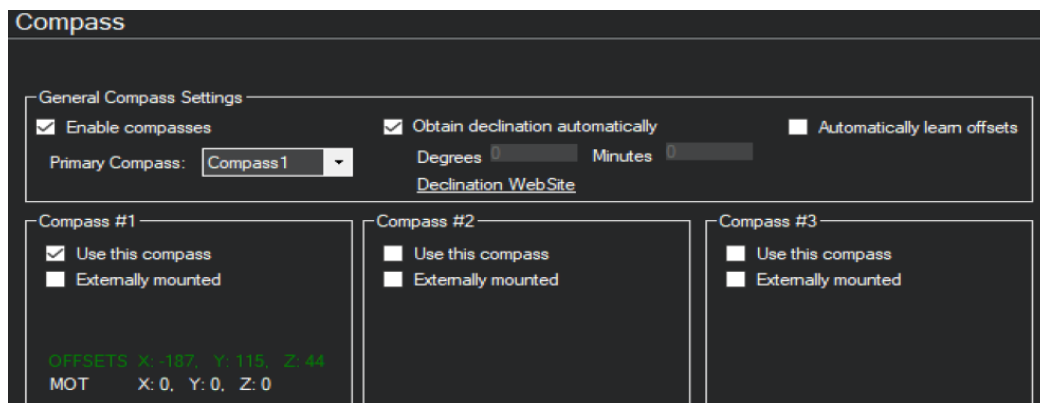 Compass
General Compass Settings
Enable compasses
Obtain declination automatically
Automatically learn offsets
Primary Compass: Compass1
Degrees 0 Minutes 0
Declination WebSite
Compass #1
Use this compass
Externally mounted
OFFSETS X: -187, Y: 115, Z: 44
MOT X: 0, Y: 0, Z: 0
Compass #2
Use this compass
Externally mounted
Compass #3
Use this compass
Externally mounted